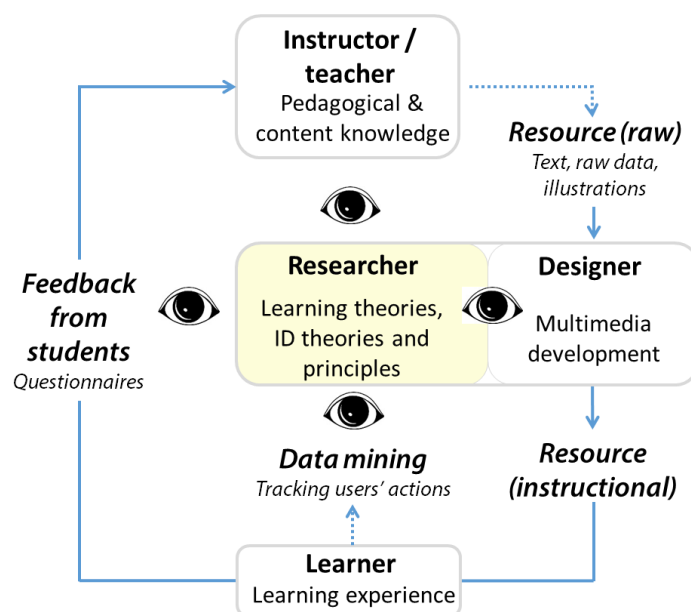 Instructor /
teacher
Pedagogical &
content knowledge
Resource (raw)
Text, raw data,
illustrations
Researcher
Learning theories,
ID theories and
principles
Designer
Multimedia
development
Feedback
from
students
Questionnaires
Data mining
Tracking users’ actions
Resource
(instructional)
Learner
Learning experience